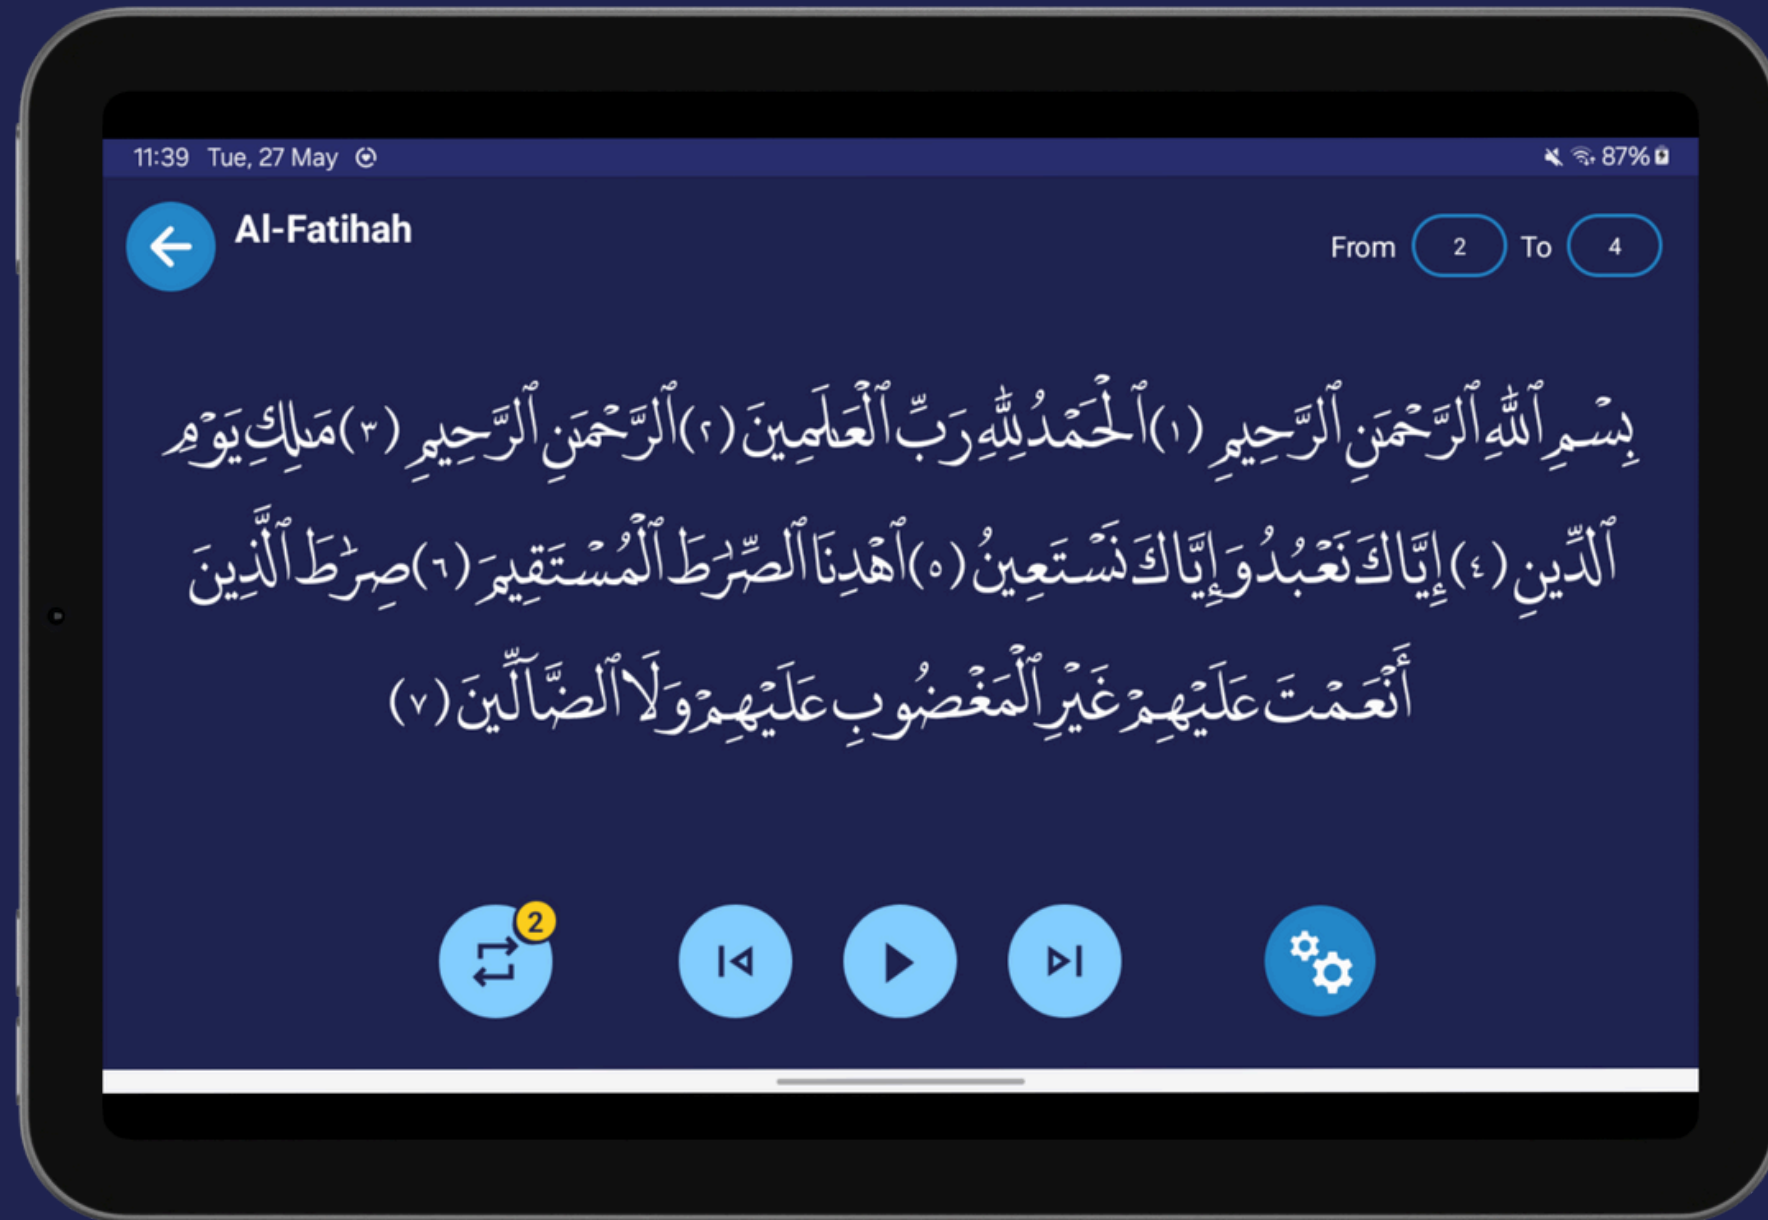 11:39 Tue, 27 May 87%
Al-Fatihah
From 2 To 4
بِسْمِ ٱللَّهِ ٱلرَّحْمَٰنِ ٱلرَّحِيمِ (١) ٱلْحَمْدُ لِلَّهِ رَبِّ ٱلْعَٰلَمِينَ (٢) ٱلرَّحْمَٰنِ ٱلرَّحِيمِ (٣) مَٰلِكِ يَوْمِ
ٱلدِّينِ (٤) إِيَّاكَ نَعْبُدُ وَإِيَّاكَ نَسْتَعِينُ (٥) ٱهْدِنَا ٱلصِّرَٰطَ ٱلْمُسْتَقِيمَ (٦) صِرَٰطَ ٱلَّذِينَ
أَنْعَمْتَ عَلَيْهِمْ غَيْرِ ٱلْمَغْضُوبِ عَلَيْهِمْ وَلَا ٱلضَّآلِّينَ (٧)
2